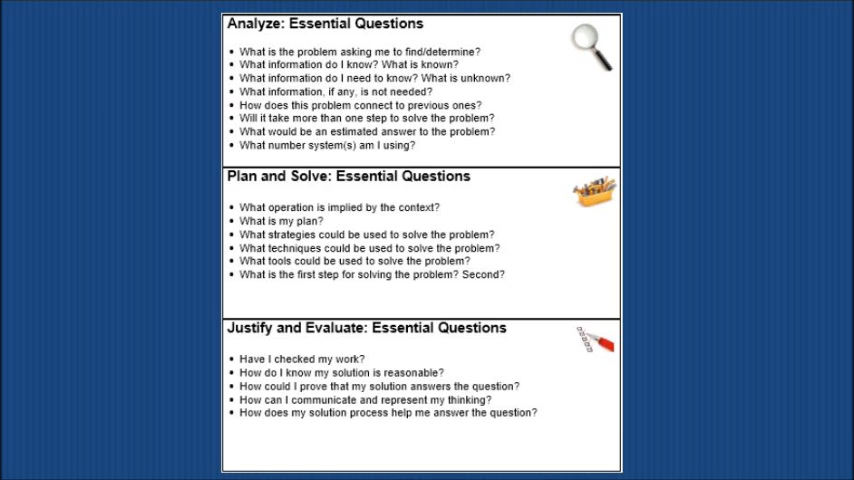 Analyze: Essential Questions
• What is the problem asking me to find/determine?
• What information do I know? What is known?
• What information do I need to know? What is unknown?
• What information, if any, is not needed?
• How does this problem connect to previous ones?
• Will it take more than one step to solve the problem?
• What would be an estimated answer to the problem?
• What number system(s) am I using?
Plan and Solve: Essential Questions
• What operation is implied by the context?
• What is my plan?
• What strategies could be used to solve the problem?
• What techniques could be used to solve the problem?
• What tools could be used to solve the problem?
• What is the first step for solving the problem? Second?
Justify and Evaluate: Essential Questions
• Have I checked my work?
• How do I know my solution is reasonable?
• How could I prove that my solution answers the question?
• How can I communicate and represent my thinking?
• How does my solution process help me answer the question?